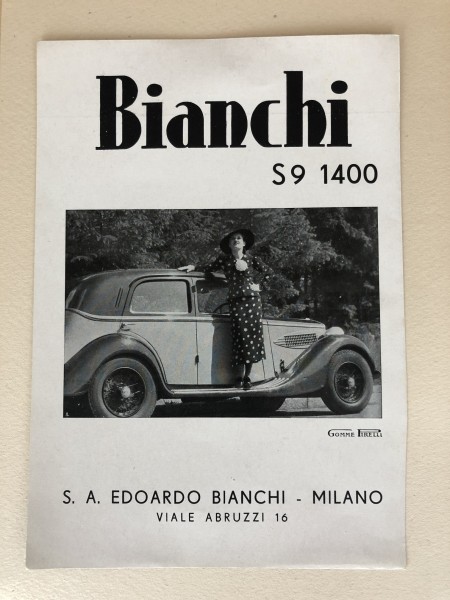 Bianchi
S9 1400
GOMME PIRELLI
S. A. EDOARDO BIANCHI - MILANO
VIALE ABRUZZI 16